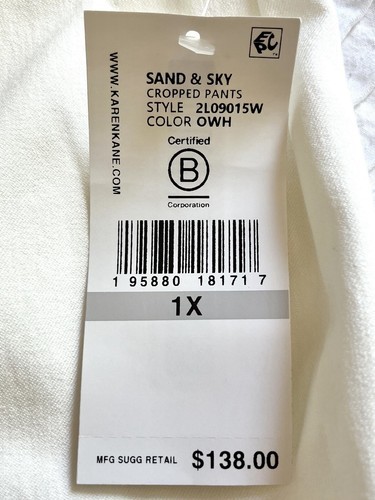 WWW.KARENKANE.COM
SAND & SKY
CROPPED PANTS
STYLE 2L09015W
COLOR OWH
Certified
B
Corporation
1 95880 18171 7
1X
MFG SUGG RETAIL $138.00